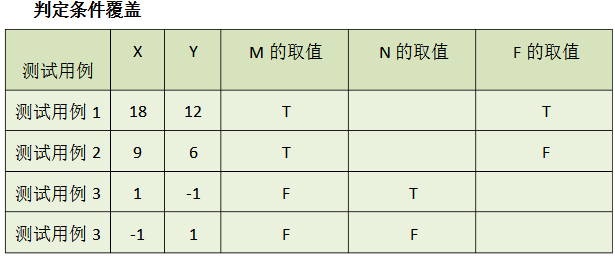 判定条件覆盖
测试用例 X Y M 的取值 N 的取值 F 的取值
测试用例 1 18 12 T T
测试用例 2 9 6 T F
测试用例 3 1 -1 F T
测试用例 3 -1 1 F F